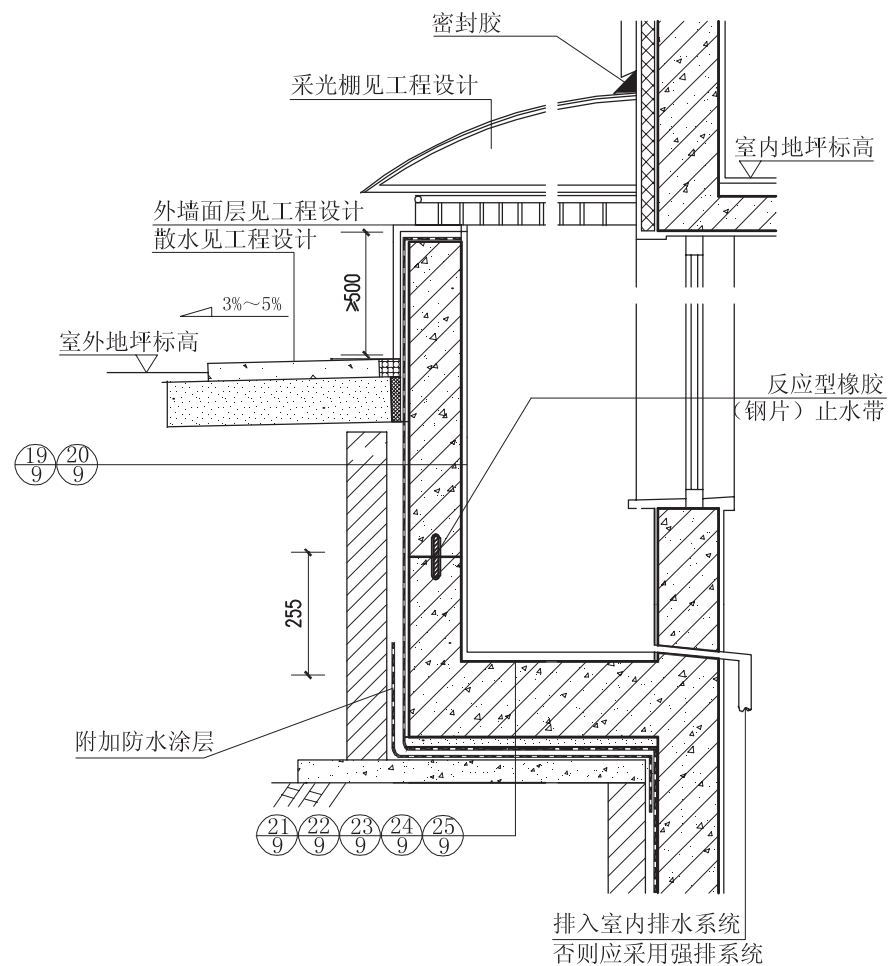 密封胶
采光棚见工程设计
室内地坪标高
外墙面层见工程设计
散水见工程设计
≥500
3%~5%
室外地坪标高
反应型橡胶
(钢片)止水带
19
9
20
9
255
附加防水涂层
21
9
22
9
23
9
24
9
25
9
排入室内排水系统
否则应采用强排系统